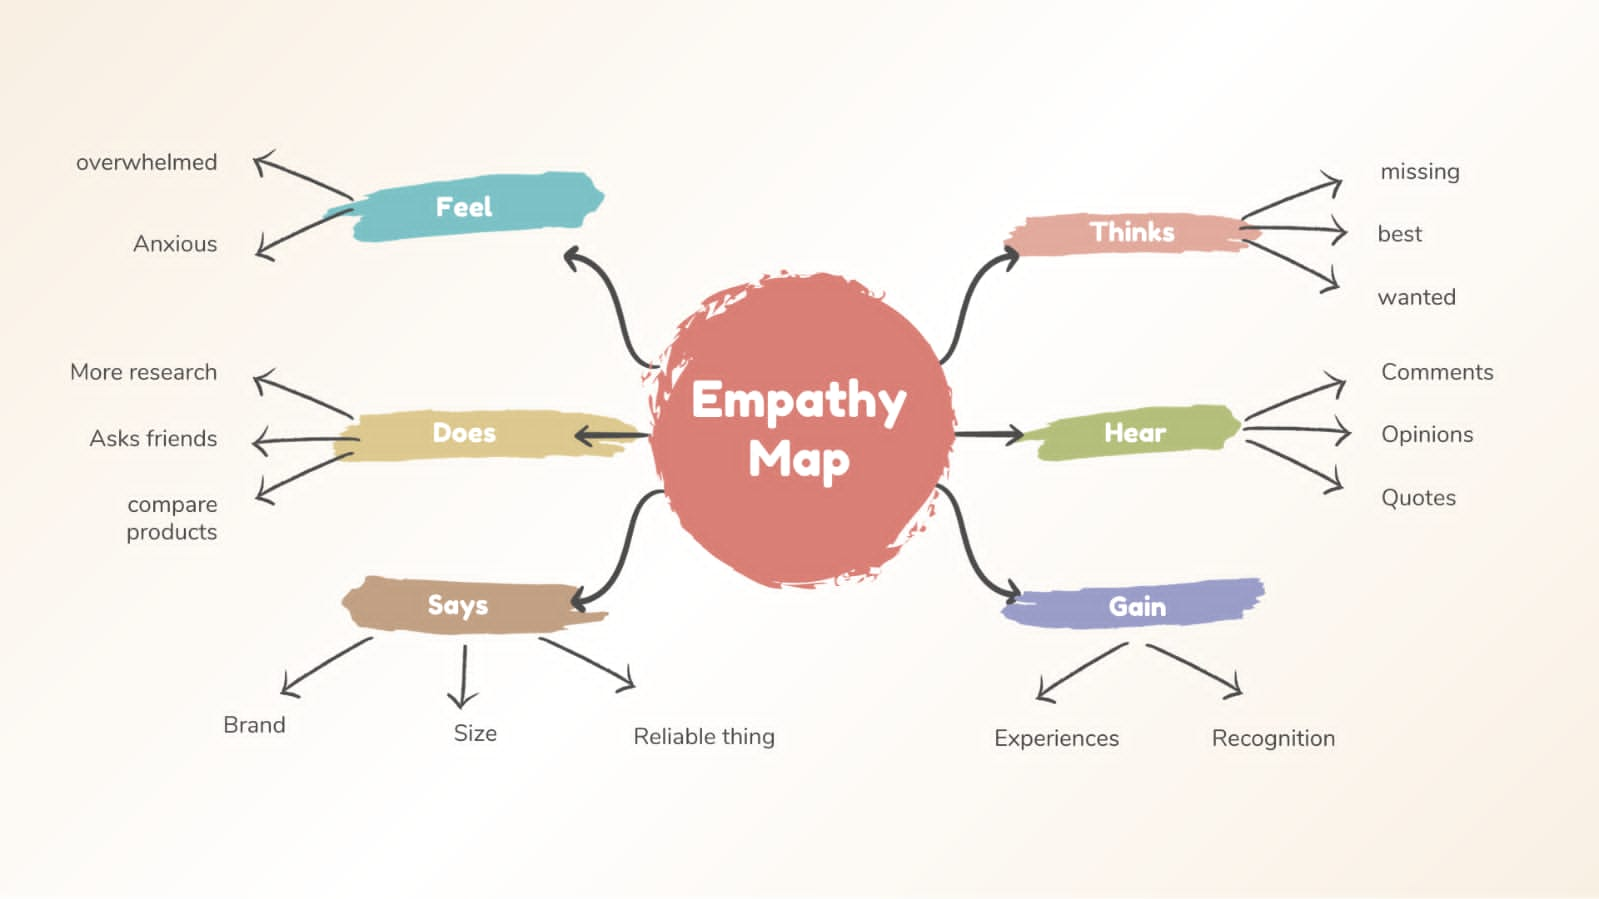 Empathy
Map
Feel
overwhelmed
Anxious
Does
More research
Asks friends
compare
products
Says
Brand
Size
Reliable thing
Thinks
missing
best
wanted
Hear
Comments
Opinions
Quotes
Gain
Experiences
Recognition